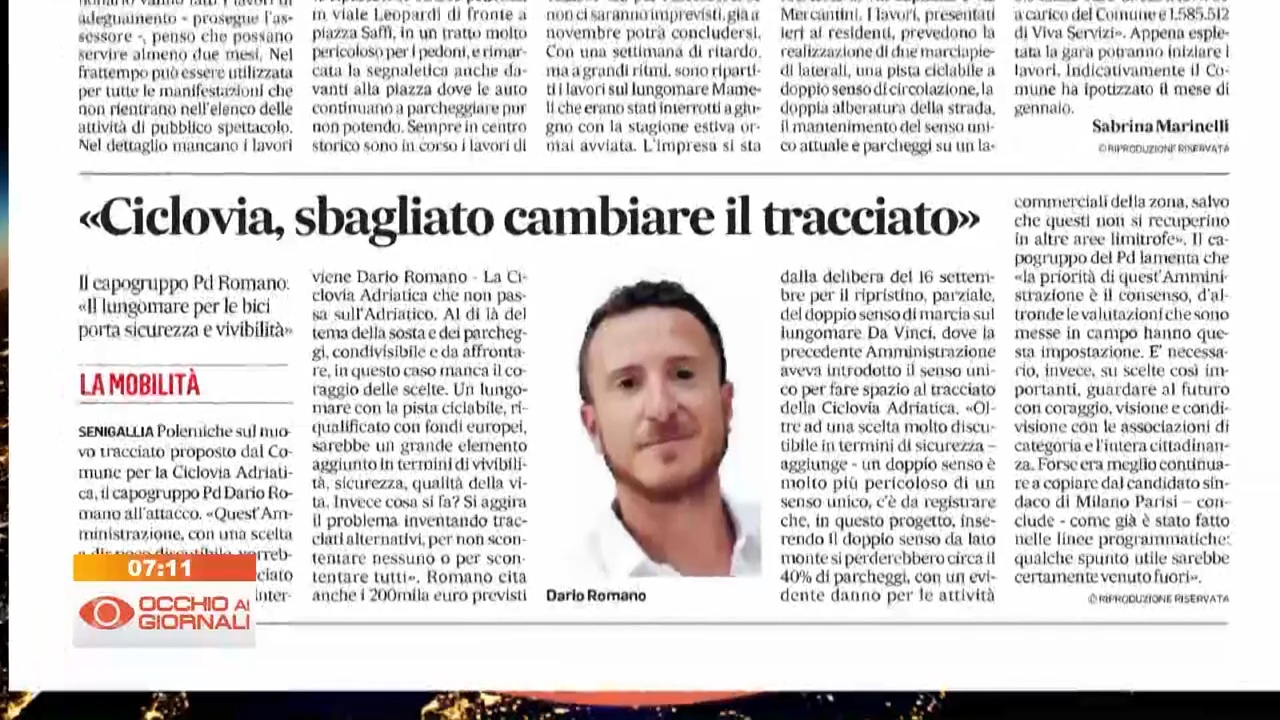 adeguamento - prosegue l'as-
sessore -, penso che possano
servire almeno due mesi. Nel
frattempo può essere utilizzata
per tutte le manifestazioni che
non rientrano nell'elenco delle
attività di pubblico spettacolo.
Nel dettaglio mancano i lavori
in viale Leopardi di fronte a
piazza Saffi, in un tratto molto
pericoloso per i pedoni, e rimar-
cata la segnaletica anche da-
vanti alla piazza dove le auto
continuano a parcheggiare pur
non potendo. Sempre in centro
storico sono in corso i lavori di
non ci saranno imprevisti, già a
novembre potrà concludersi.
Con una settimana di ritardo,
ma a grandi ritmi, sono riparti-
ti i lavori sul lungomare Mame-
li che erano stati interrotti a giu-
gno con la stagione estiva or-
mai avviata. L'impresa si sta
Mercantini. I lavori, presentati
ieri ai residenti, prevedono la
realizzazione di due marciapie-
di laterali, una pista ciclabile a
doppio senso di circolazione, la
doppia alberatura della strada,
il mantenimento del senso uni-
co attuale e parcheggi su un la-
a carico del Comune e 1.585.512
di Viva Servizi». Appena esple-
tata la gara potranno iniziare i
lavori. Indicativamente il Co-
mune ha ipotizzato il mese di
gennaio.
Sabrina Marinelli
©RIPRODUZIONE RISERVATA
«Ciclovia, sbagliato cambiare il tracciato»
Il capogruppo Pd Romano:
«Il lungomare per le bici
porta sicurezza e vivibilità»
LA MOBILITÀ
SENIGALLIA Polemiche sul nuo-
vo tracciato proposto dal Co-
mune per la Ciclovia Adriati-
ca, il capogruppo Pd Dario Ro-
mano all'attacco. «Quest'Am-
ministrazione, con una scelta
viene Dario Romano - La Ci-
clovia Adriatica che non pas-
sa sull'Adriatico. Al di là del
tema della sosta e dei parcheg-
gi, condivisibile e da affronta-
re, in questo caso manca il co-
raggio delle scelte. Un lungo-
mare con la pista ciclabile, ri-
qualificato con fondi europei,
sarebbe un grande elemento
aggiunto in termini di vivibili-
tà, sicurezza, qualità della vi-
ta. Invece cosa si fa? Si aggira
il problema inventando trac-
ciati alternativi, per non scon-
tentare nessuno o per scon-
tentare tutti». Romano cita
anche i 200mila euro previsti
Dario Romano
dalla delibera del 16 settem-
bre per il ripristino, parziale,
del doppio senso di marcia sul
lungomare Da Vinci, dove la
precedente Amministrazione
aveva introdotto il senso uni-
co per fare spazio al tracciato
della Ciclovia Adriatica. «Ol-
tre ad una scelta molto discu-
tibile in termini di sicurezza –
aggiunge - un doppio senso è
molto più pericoloso di un
senso unico, c'è da registrare
che, in questo progetto, inse-
rendo il doppio senso da lato
monte si perderebbero circa il
40% di parcheggi, con un evi-
dente danno per le attività
commerciali della zona, salvo
che questi non si recuperino
in altre aree limitrofe». Il ca-
pogruppo del Pd lamenta che
«la priorità di quest'Ammini-
strazione è il consenso, d'al-
tronde le valutazioni che sono
messe in campo hanno que-
sta impostazione. E' necessa-
rio, invece, su scelte così im-
portanti, guardare al futuro
con coraggio, visione e condi-
visione con le associazioni di
categoria e l'intera cittadinan-
za. Forse era meglio continua-
re a copiare dal candidato sin-
daco di Milano Parisi – con-
clude - come già è stato fatto
nelle linee programmatiche:
qualche spunto utile sarebbe
certamente venuto fuori».
©RIPRODUZIONE RISERVATA
07:11
OCCHIO AI
GIORNALI